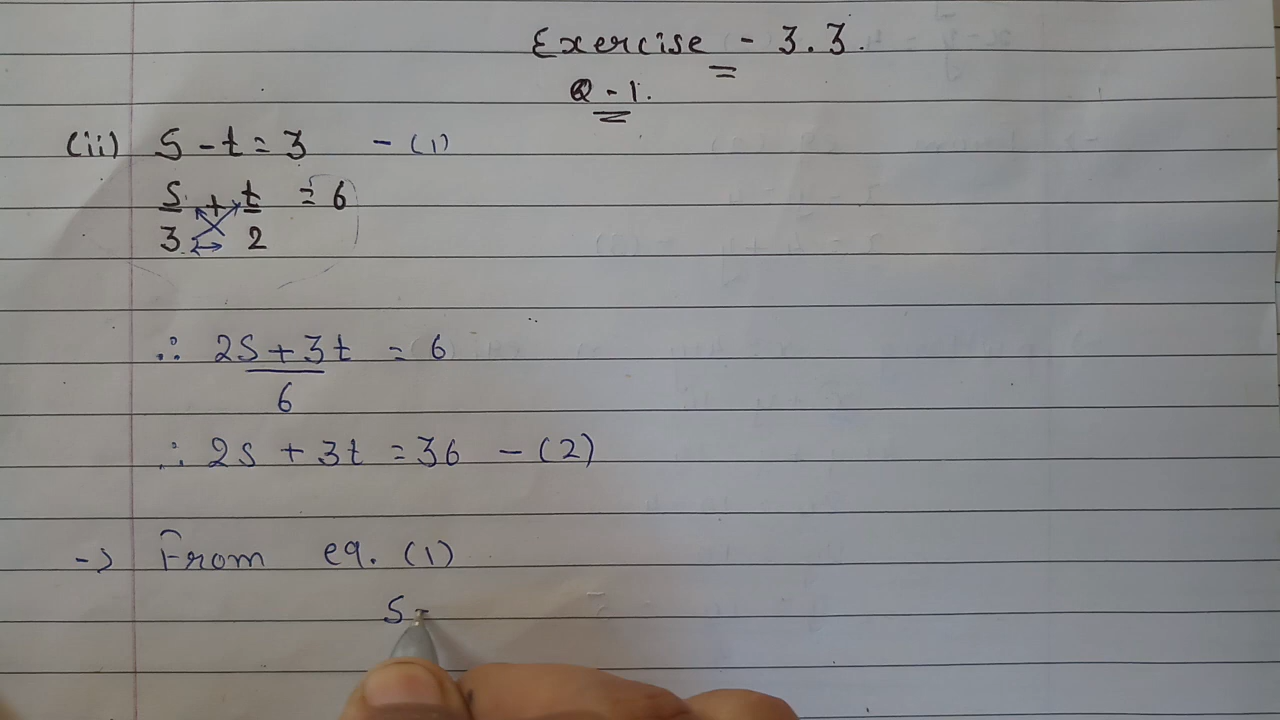 Exercise - 3.3.
Q-1.
(ii) S - t = 3 - (1)
S/3 + t/2 = 6
∴ 2S + 3t / 6 = 6
∴ 2S + 3t = 36 - (2)
-> From eq. (1)
S =